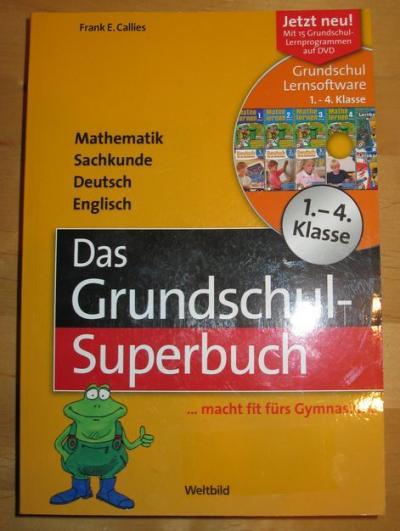 Frank E. Callies
Jetzt neu!
Mit 15 Grundschul-
Lernprogrammen
auf DVD
Grundschul
Lernsoftware
1. - 4. Klasse
Mathematik
Sachkunde
Deutsch
Englisch
1.–4.
Klasse
Das
Grundschul-
Superbuch
... macht fit fürs
Weltbild